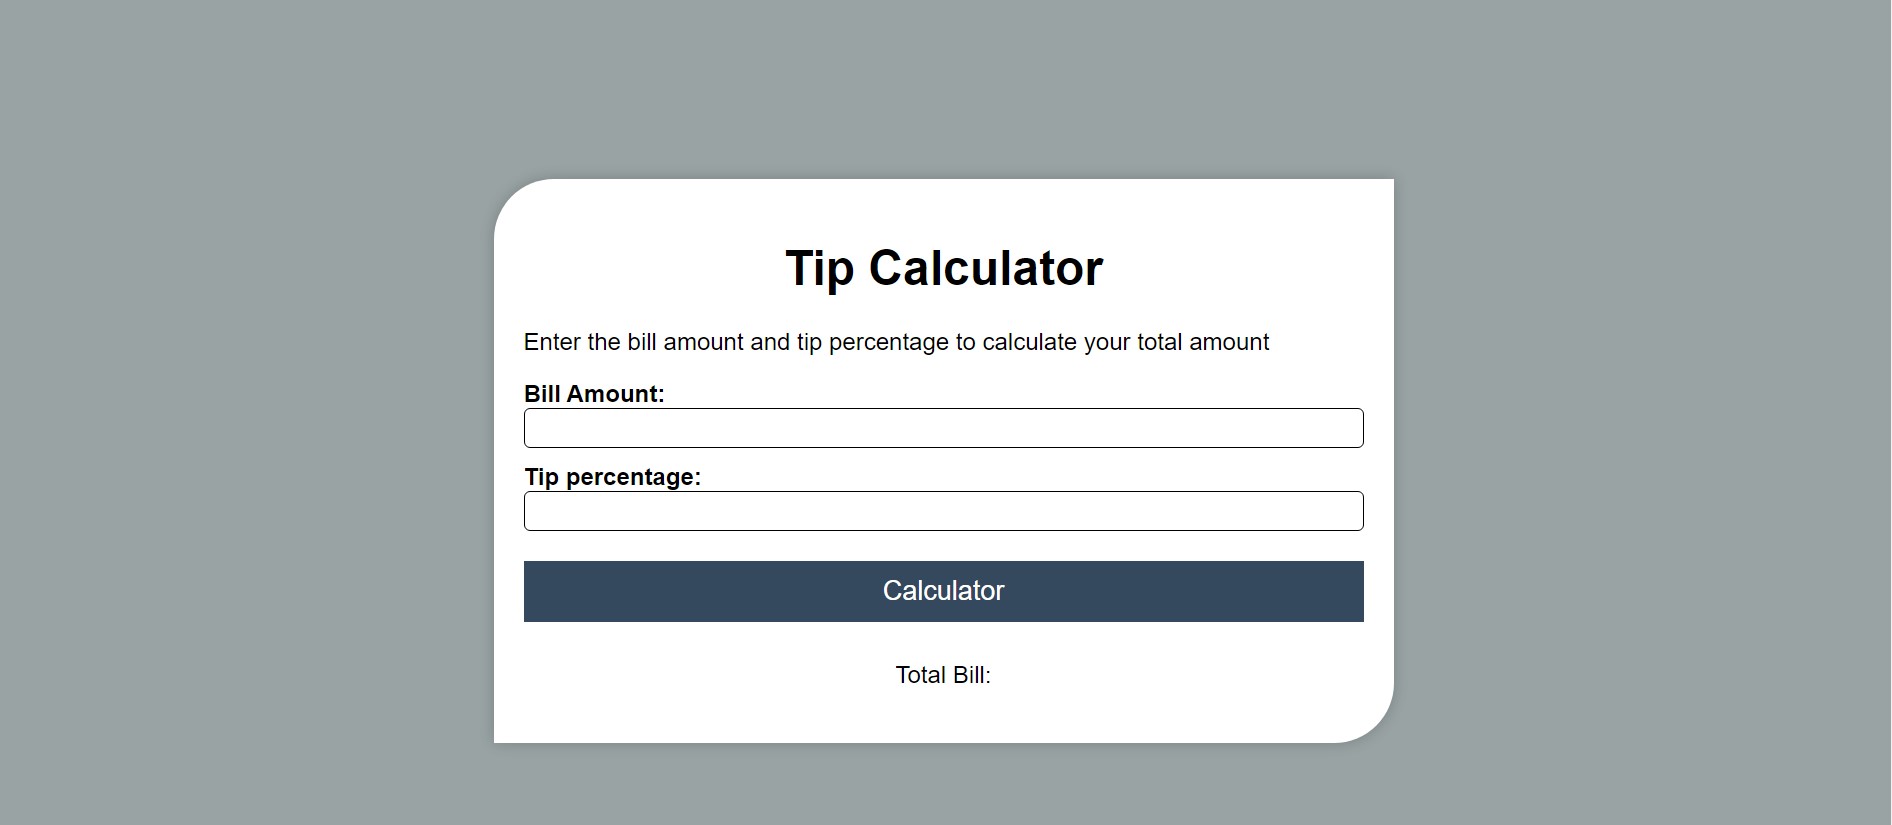 Tip Calculator
Enter the bill amount and tip percentage to calculate your total amount
Bill Amount:
Tip percentage:
Calculator
Total Bill: